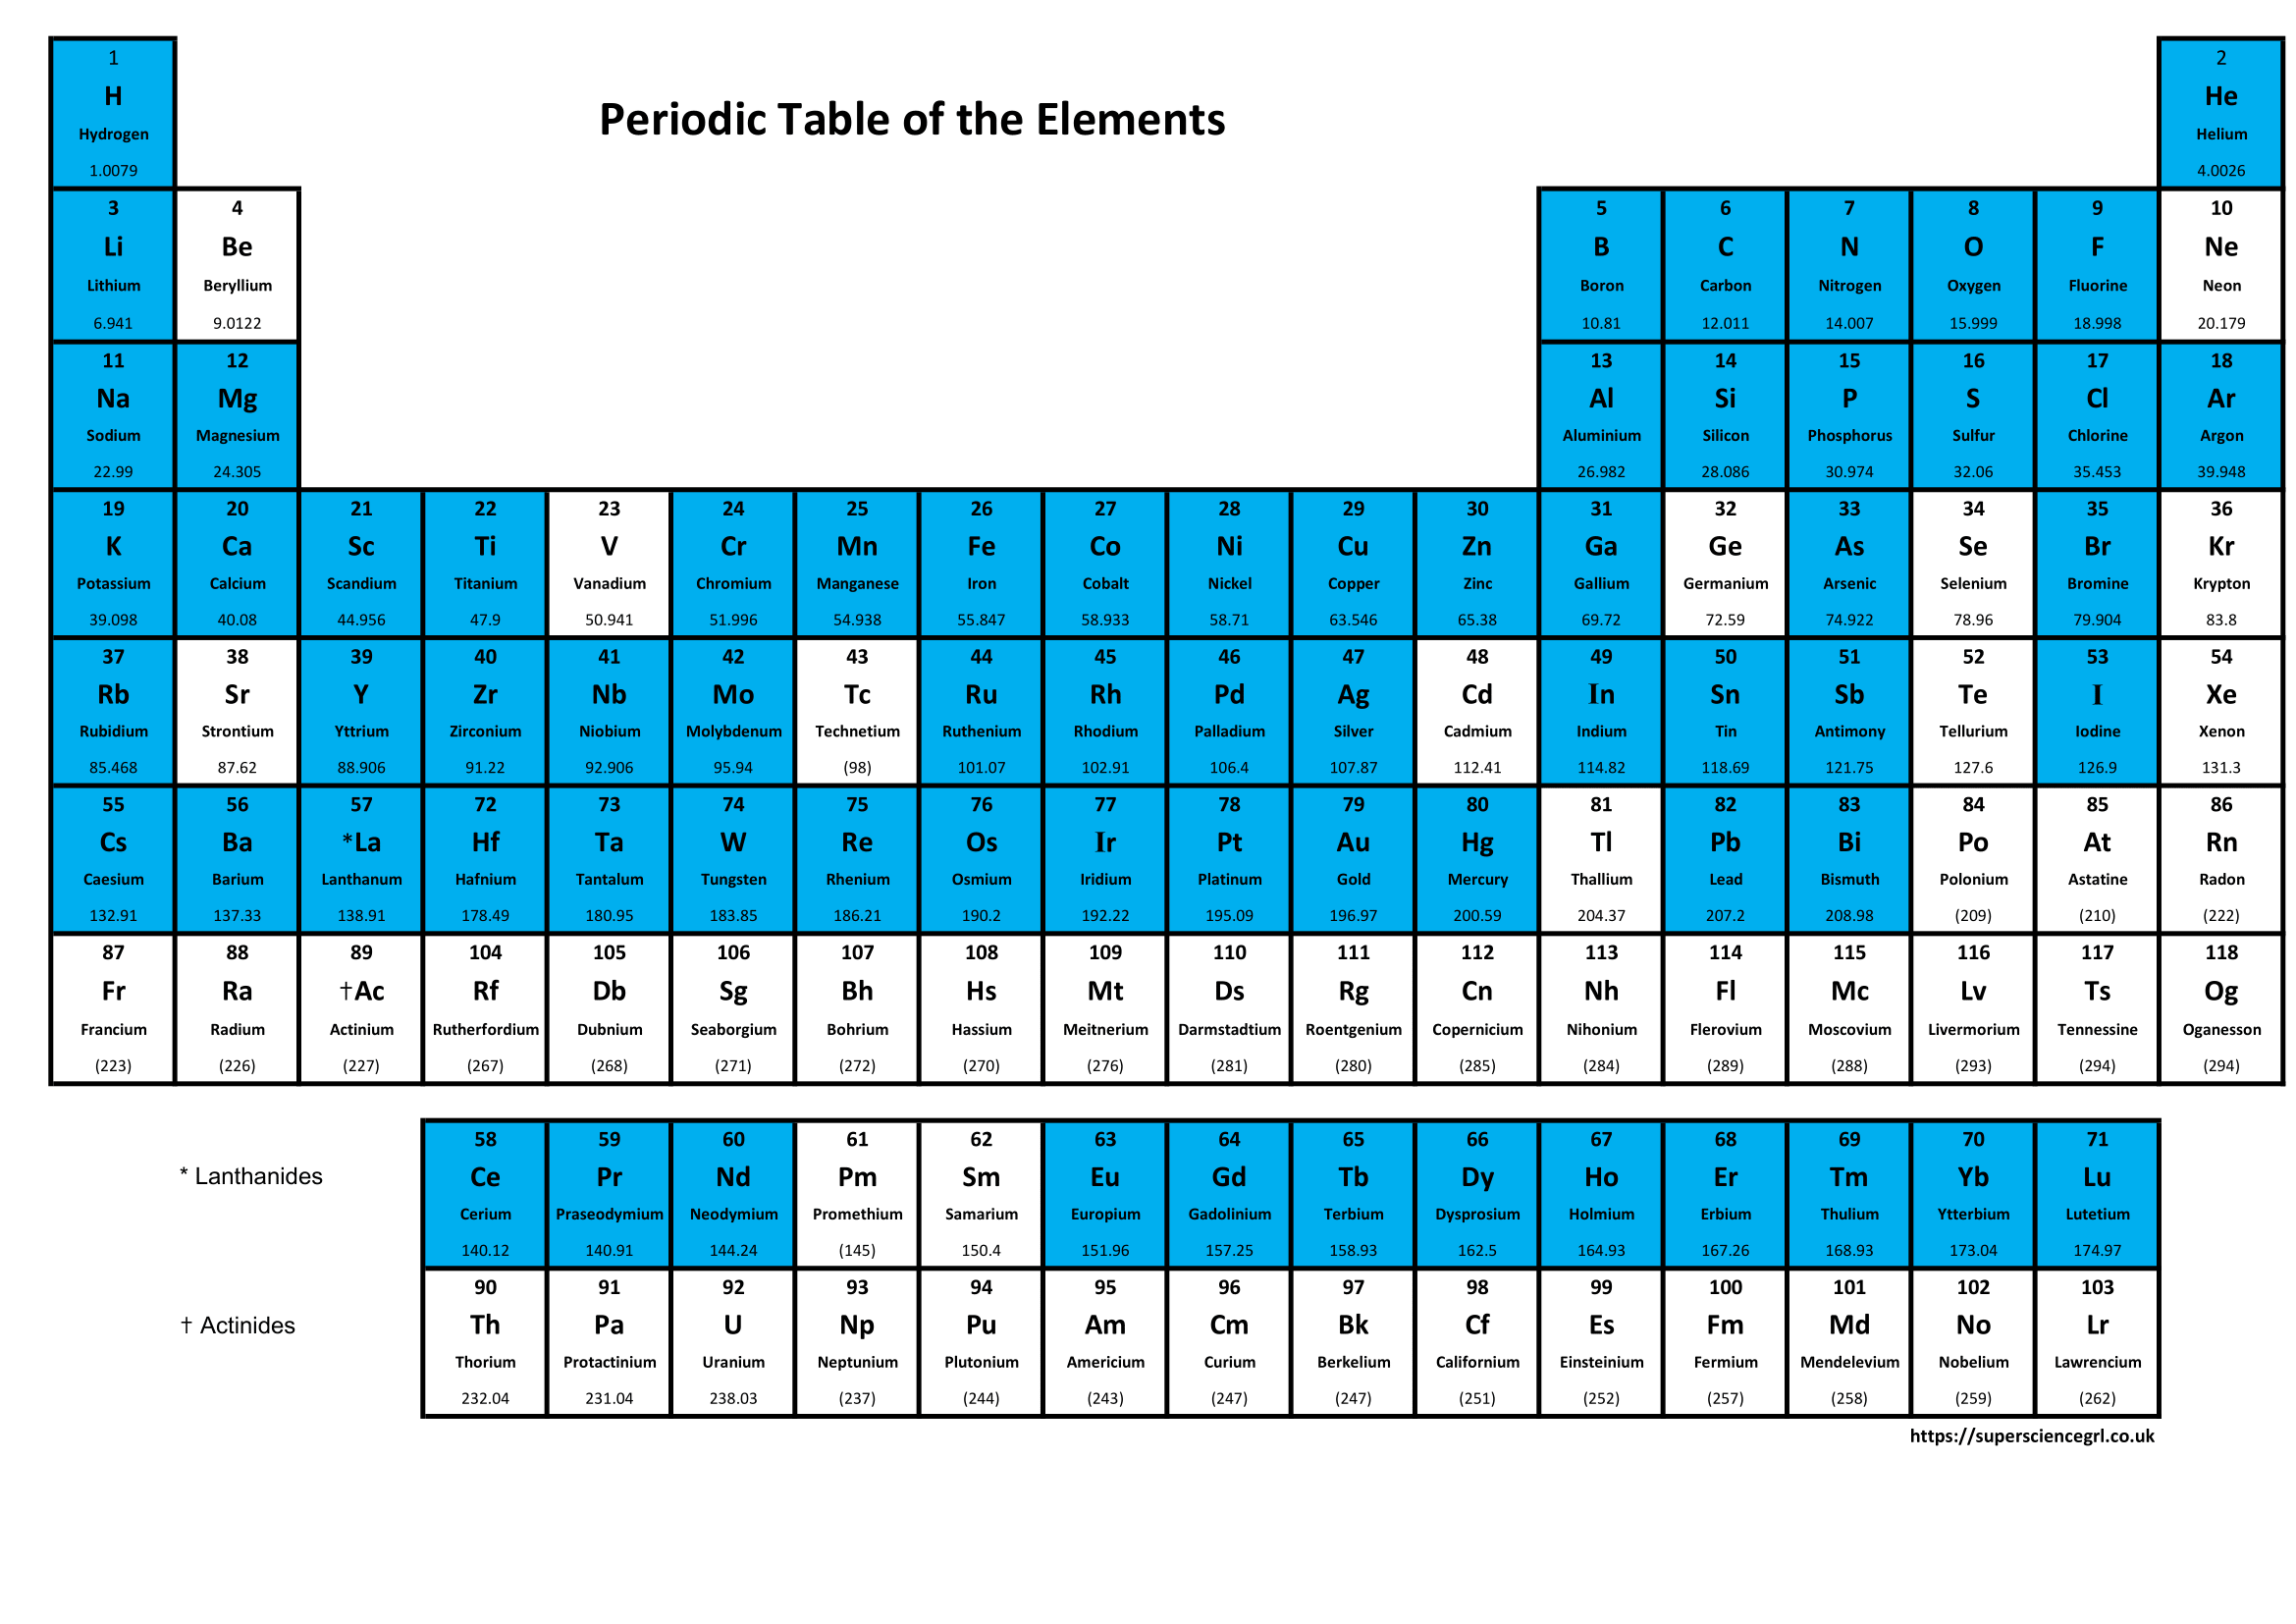 Periodic Table of the Elements
1 2
H He
Hydrogen Helium
1.0079 4.0026
3 4 5 6 7 8 9 10
Li Be B C N O F Ne
Lithium Beryllium Boron Carbon Nitrogen Oxygen Fluorine Neon
6.941 9.0122 10.81 12.011 14.007 15.999 18.998 20.179
11 12 13 14 15 16 17 18
Na Mg Al Si P S Cl Ar
Sodium Magnesium Aluminium Silicon Phosphorus Sulfur Chlorine Argon
22.99 24.305 26.982 28.086 30.974 32.06 35.453 39.948
19 20 21 22 23 24 25 26 27 28 29 30 31 32 33 34 35 36
K Ca Sc Ti V Cr Mn Fe Co Ni Cu Zn Ga Ge As Se Br Kr
Potassium Calcium Scandium Titanium Vanadium Chromium Manganese Iron Cobalt Nickel Copper Zinc Gallium Germanium Arsenic Selenium Bromine Krypton
39.098 40.08 44.956 47.9 50.941 51.996 54.938 55.847 58.933 58.71 63.546 65.38 69.72 72.59 74.922 78.96 79.904 83.8
37 38 39 40 41 42 43 44 45 46 47 48 49 50 51 52 53 54
Rb Sr Y Zr Nb Mo Tc Ru Rh Pd Ag Cd In Sn Sb Te I Xe
Rubidium Strontium Yttrium Zirconium Niobium Molybdenum Technetium Ruthenium Rhodium Palladium Silver Cadmium Indium Tin Antimony Tellurium Iodine Xenon
85.468 87.62 88.906 91.22 92.906 95.94 (98) 101.07 102.91 106.4 107.87 112.41 114.82 118.69 121.75 127.6 126.9 131.3
55 56 57 72 73 74 75 76 77 78 79 80 81 82 83 84 85 86
Cs Ba *La Hf Ta W Re Os Ir Pt Au Hg Tl Pb Bi Po At Rn
Caesium Barium Lanthanum Hafnium Tantalum Tungsten Rhenium Osmium Iridium Platinum Gold Mercury Thallium Lead Bismuth Polonium Astatine Radon
132.91 137.33 138.91 178.49 180.95 183.85 186.21 190.2 192.22 195.09 196.97 200.59 204.37 207.2 208.98 (209) (210) (222)
87 88 89 104 105 106 107 108 109 110 111 112 113 114 115 116 117 118
Fr Ra †Ac Rf Db Sg Bh Hs Mt Ds Rg Cn Nh Fl Mc Lv Ts Og
Francium Radium Actinium Rutherfordium Dubnium Seaborgium Bohrium Hassium Meitnerium Darmstadtium Roentgenium Copernicium Nihonium Flerovium Moscovium Livermorium Tennessine Oganesson
(223) (226) (227) (267) (268) (271) (272) (270) (276) (281) (280) (285) (284) (289) (288) (293) (294) (294)
58 59 60 61 62 63 64 65 66 67 68 69 70 71
* Lanthanides Ce Pr Nd Pm Sm Eu Gd Tb Dy Ho Er Tm Yb Lu
Cerium Praseodymium Neodymium Promethium Samarium Europium Gadolinium Terbium Dysprosium Holmium Erbium Thulium Ytterbium Lutetium
140.12 140.91 144.24 (145) 150.4 151.96 157.25 158.93 162.5 164.93 167.26 168.93 173.04 174.97
90 91 92 93 94 95 96 97 98 99 100 101 102 103
† Actinides Th Pa U Np Pu Am Cm Bk Cf Es Fm Md No Lr
Thorium Protactinium Uranium Neptunium Plutonium Americium Curium Berkelium Californium Einsteinium Fermium Mendelevium Nobelium Lawrencium
232.04 231.04 238.03 (237) (244) (243) (247) (247) (251) (252) (257) (258) (259) (262)
https://supersciencegrl.co.uk